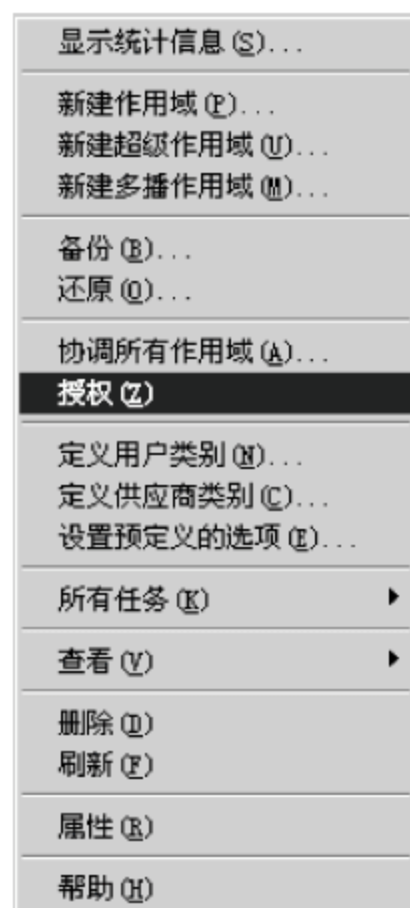 显示统计信息(S)...
新建作用域(P)...
新建超级作用域(U)...
新建多播作用域(M)...
备份(B)...
还原(O)...
协调所有作用域(A)...
授权(Z)
定义用户类别(N)...
定义供应商类别(C)...
设置预定义的选项(E)...
所有任务(K)
查看(V)
删除(D)
刷新(F)
属性(R)
帮助(H)